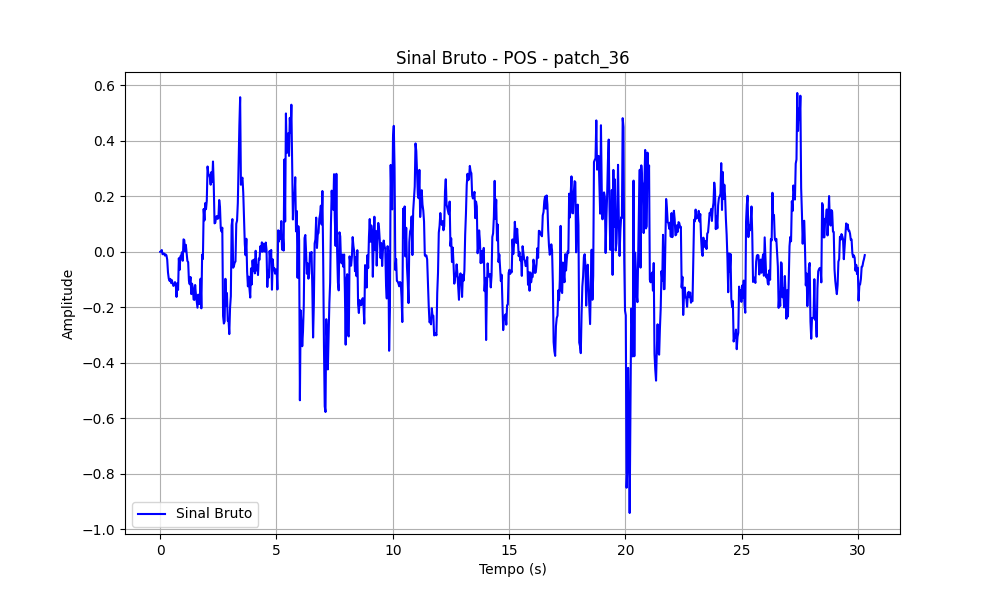 Sinal Bruto - POS - patch_36
Amplitude
0.6
0.4
0.2
0.0
−0.2
−0.4
−0.6
−0.8
−1.0
Sinal Bruto
0 5 10 15 20 25 30
Tempo (s)